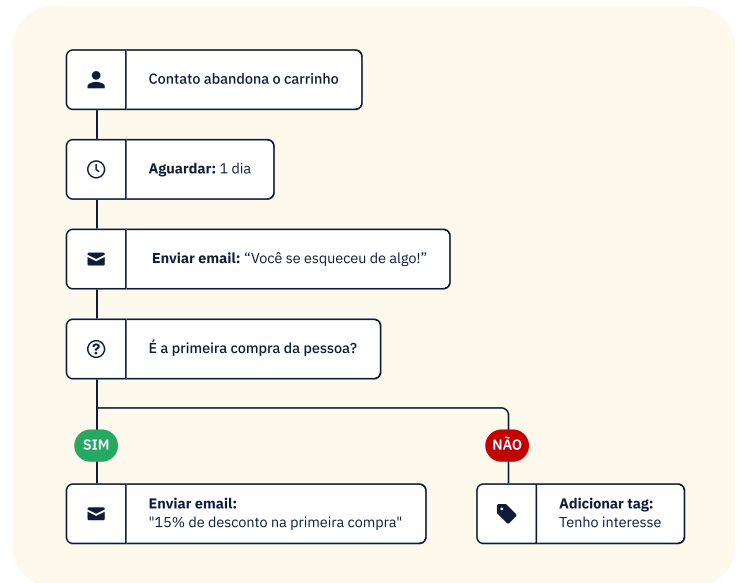 Contato abandona o carrinho
Aguardar: 1 dia
Enviar email: “Você se esqueceu de algo!”
É a primeira compra da pessoa?
SIM
NÃO
Enviar email:
"15% de desconto na primeira compra"
Adicionar tag:
Tenho interesse